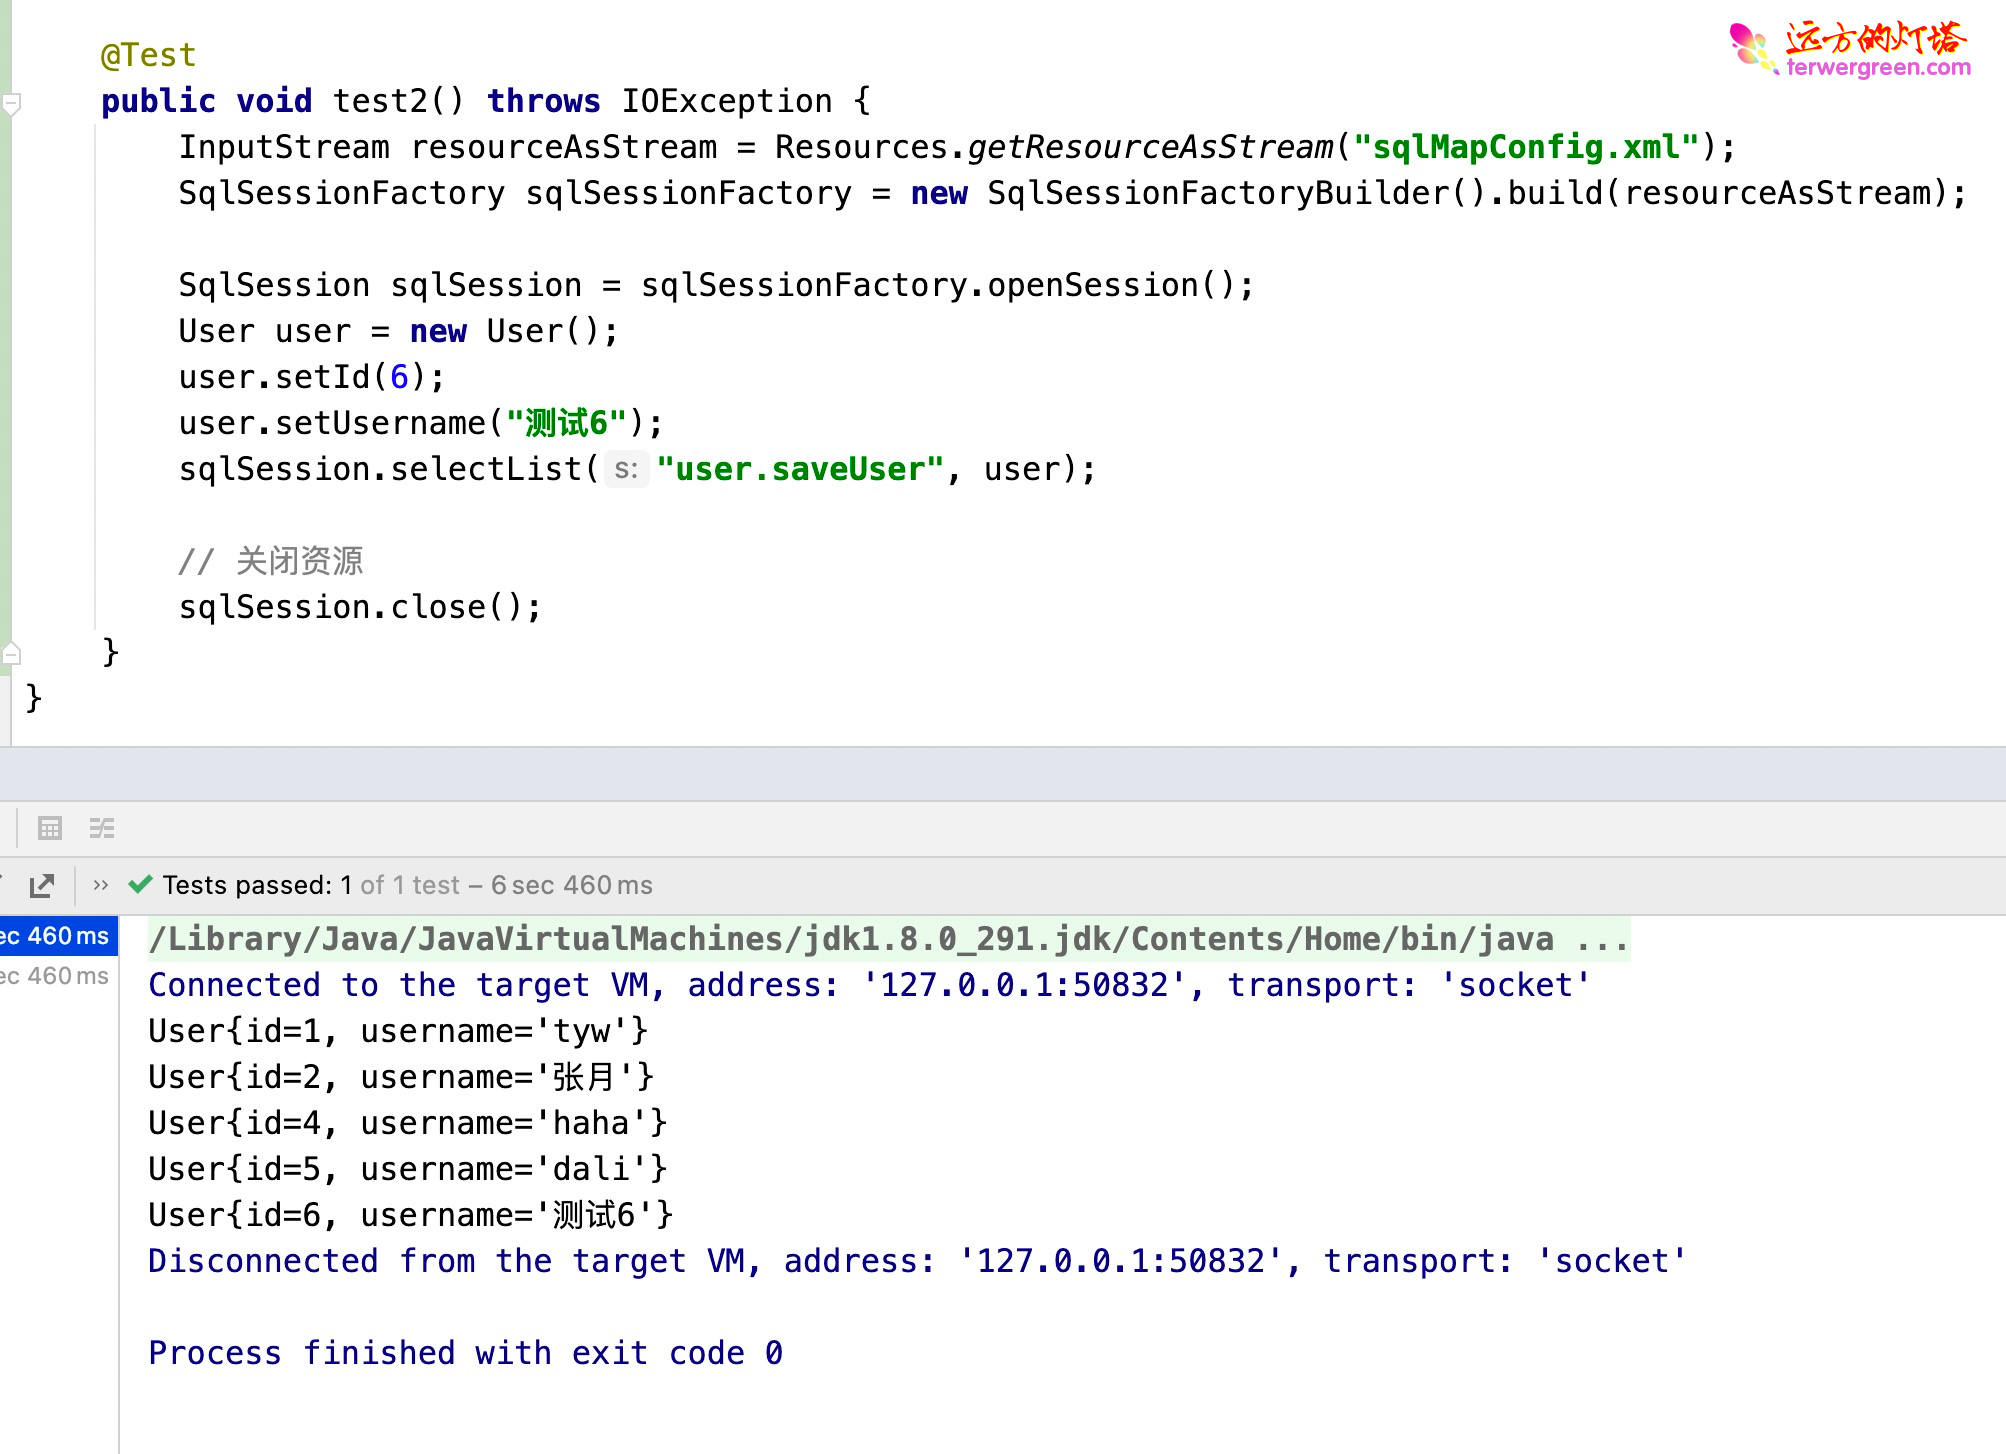 远方的灯塔
terwergreen.com
@Test
public void test2() throws IOException {
InputStream resourceAsStream = Resources.getResourceAsStream("sqlMapConfig.xml");
SqlSessionFactory sqlSessionFactory = new SqlSessionFactoryBuilder().build(resourceAsStream);
SqlSession sqlSession = sqlSessionFactory.openSession();
User user = new User();
user.setId(6);
user.setUsername("测试6");
sqlSession.selectList( s: "user.saveUser", user);
// 关闭资源
sqlSession.close();
}
}
Tests passed: 1 of 1 test – 6 sec 460 ms
ec 460 ms
ec 460 ms
/Library/Java/JavaVirtualMachines/jdk1.8.0_291.jdk/Contents/Home/bin/java ...
Connected to the target VM, address: '127.0.0.1:50832', transport: 'socket'
User{id=1, username='tyw'}
User{id=2, username='张月'}
User{id=4, username='haha'}
User{id=5, username='dali'}
User{id=6, username='测试6'}
Disconnected from the target VM, address: '127.0.0.1:50832', transport: 'socket'
Process finished with exit code 0